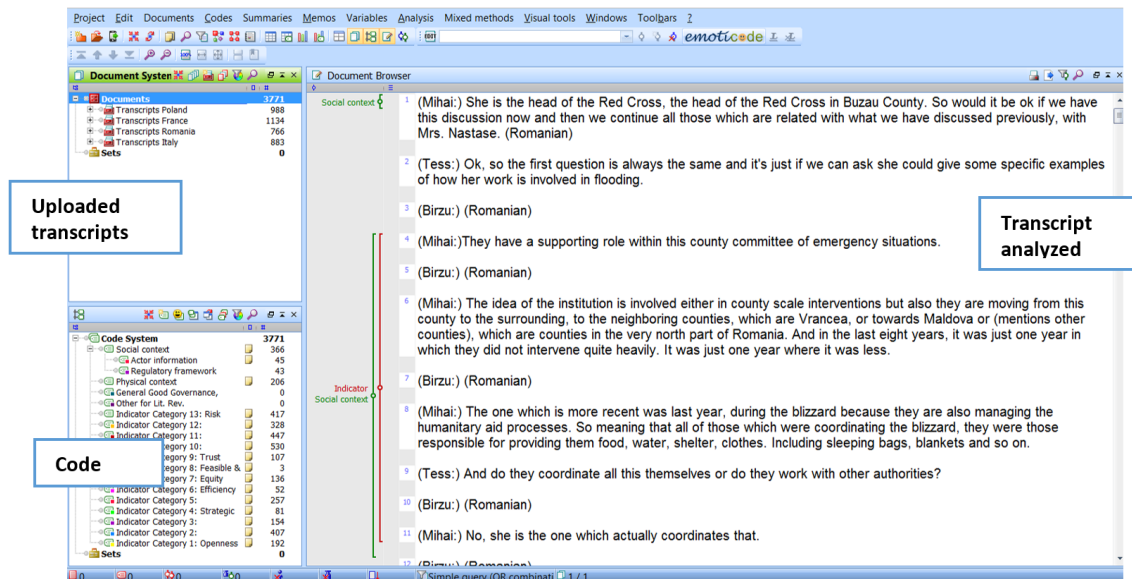 Project Edit Documents Codes Summaries Memos Variables Analysis Mixed methods Visual tools Windows Toolbars ?
emoticode
Document System
Documents 3771
Transcripts Poland 988
Transcripts France 1134
Transcripts Romania 766
Transcripts Italy 883
Sets 0
Uploaded
transcripts
Code System 3771
Social context 366
Actor information 45
Regulatory framework 43
Physical context 206
General Good Governance, 0
Other for Lit. Rev. 0
Indicator Category 13: Risk 417
Indicator Category 12: 328
Indicator Category 11: 447
Category 10: 530
Category 9: Trust 107
Category 8: Feasible & 3
Category 7: Equity 136
Indicator Category 6: Efficiency 52
Indicator Category 5: 257
Indicator Category 4: Strategic 81
Indicator Category 3: 154
Indicator Category 2: 407
Indicator Category 1: Openness 192
Sets 0
Code
Document Browser
Social context
1 (Mihai:) She is the head of the Red Cross, the head of the Red Cross in Buzau County. So would it be ok if we have
this discussion now and then we continue all those which are related with what we have discussed previously, with
Mrs. Nastase. (Romanian)
2 (Tess:) Ok, so the first question is always the same and it's just if we can ask she could give some specific examples
of how her work is involved in flooding.
3 (Birzu:) (Romanian)
4 (Mihai:)They have a supporting role within this county committee of emergency situations.
5 (Birzu:) (Romanian)
6 (Mihai:) The idea of the institution is involved either in county scale interventions but also they are moving from this
county to the surrounding, to the neighboring counties, which are Vrancea, or towards Maldova or (mentions other
counties), which are counties in the very north part of Romania. And in the last eight years, it was just one year in
which they did not intervene quite heavily. It was just one year where it was less.
7 (Birzu:) (Romanian)
Indicator
Social context
8 (Mihai:) The one which is more recent was last year, during the blizzard because they are also managing the
humanitary aid processes. So meaning that all of those which were coordinating the blizzard, they were those
responsible for providing them food, water, shelter, clothes. Including sleeping bags, blankets and so on.
9 (Tess:) And do they coordinate all this themselves or do they work with other authorities?
10 (Birzu:) (Romanian)
11 (Mihai:) No, she is the one which actually coordinates that.
12 (Birzu:) (Romanian)
Transcript
analyzed
0 0 0 0 Simple query (OR combinati 1 / 1